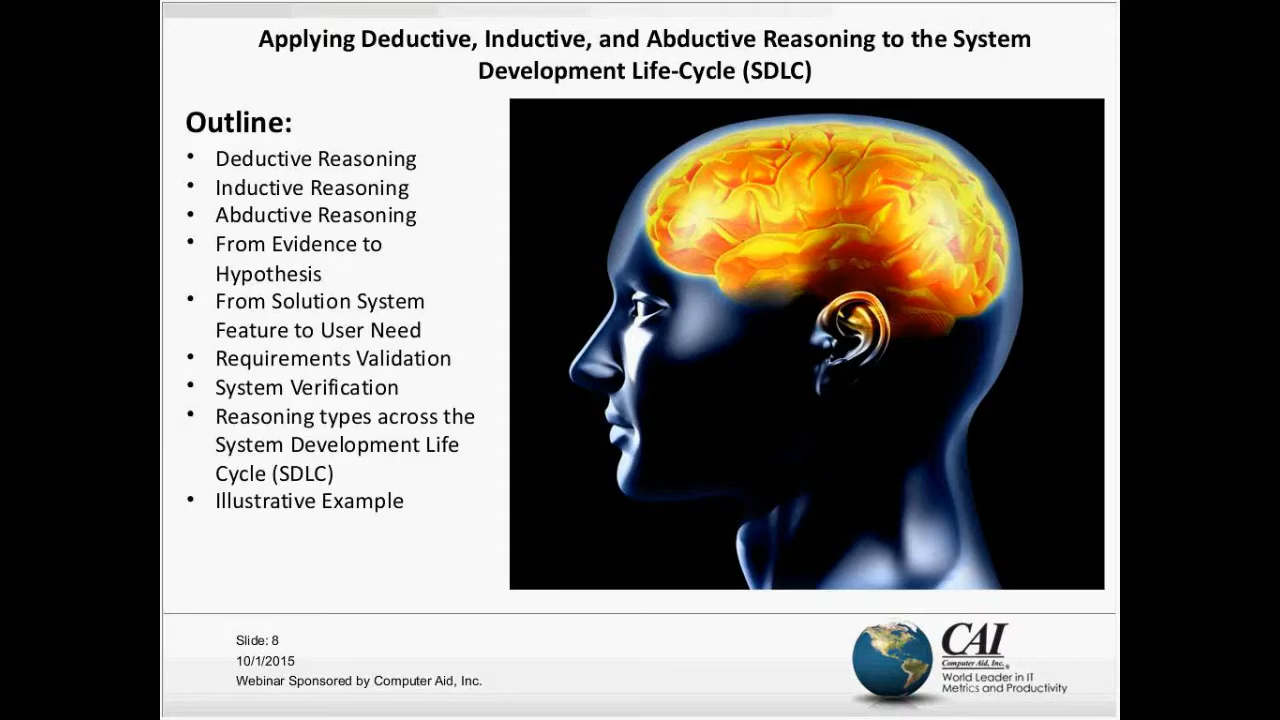 Applying Deductive, Inductive, and Abductive Reasoning to the System
Development Life-Cycle (SDLC)
Outline:
• Deductive Reasoning
• Inductive Reasoning
• Abductive Reasoning
• From Evidence to
Hypothesis
• From Solution System
Feature to User Need
• Requirements Validation
• System Verification
• Reasoning types across the
System Development Life
Cycle (SDLC)
• Illustrative Example
Slide: 8
10/1/2015
Webinar Sponsored by Computer Aid, Inc.
CAI
Computer Aid, Inc.®
World Leader in IT
Metrics and Productivity